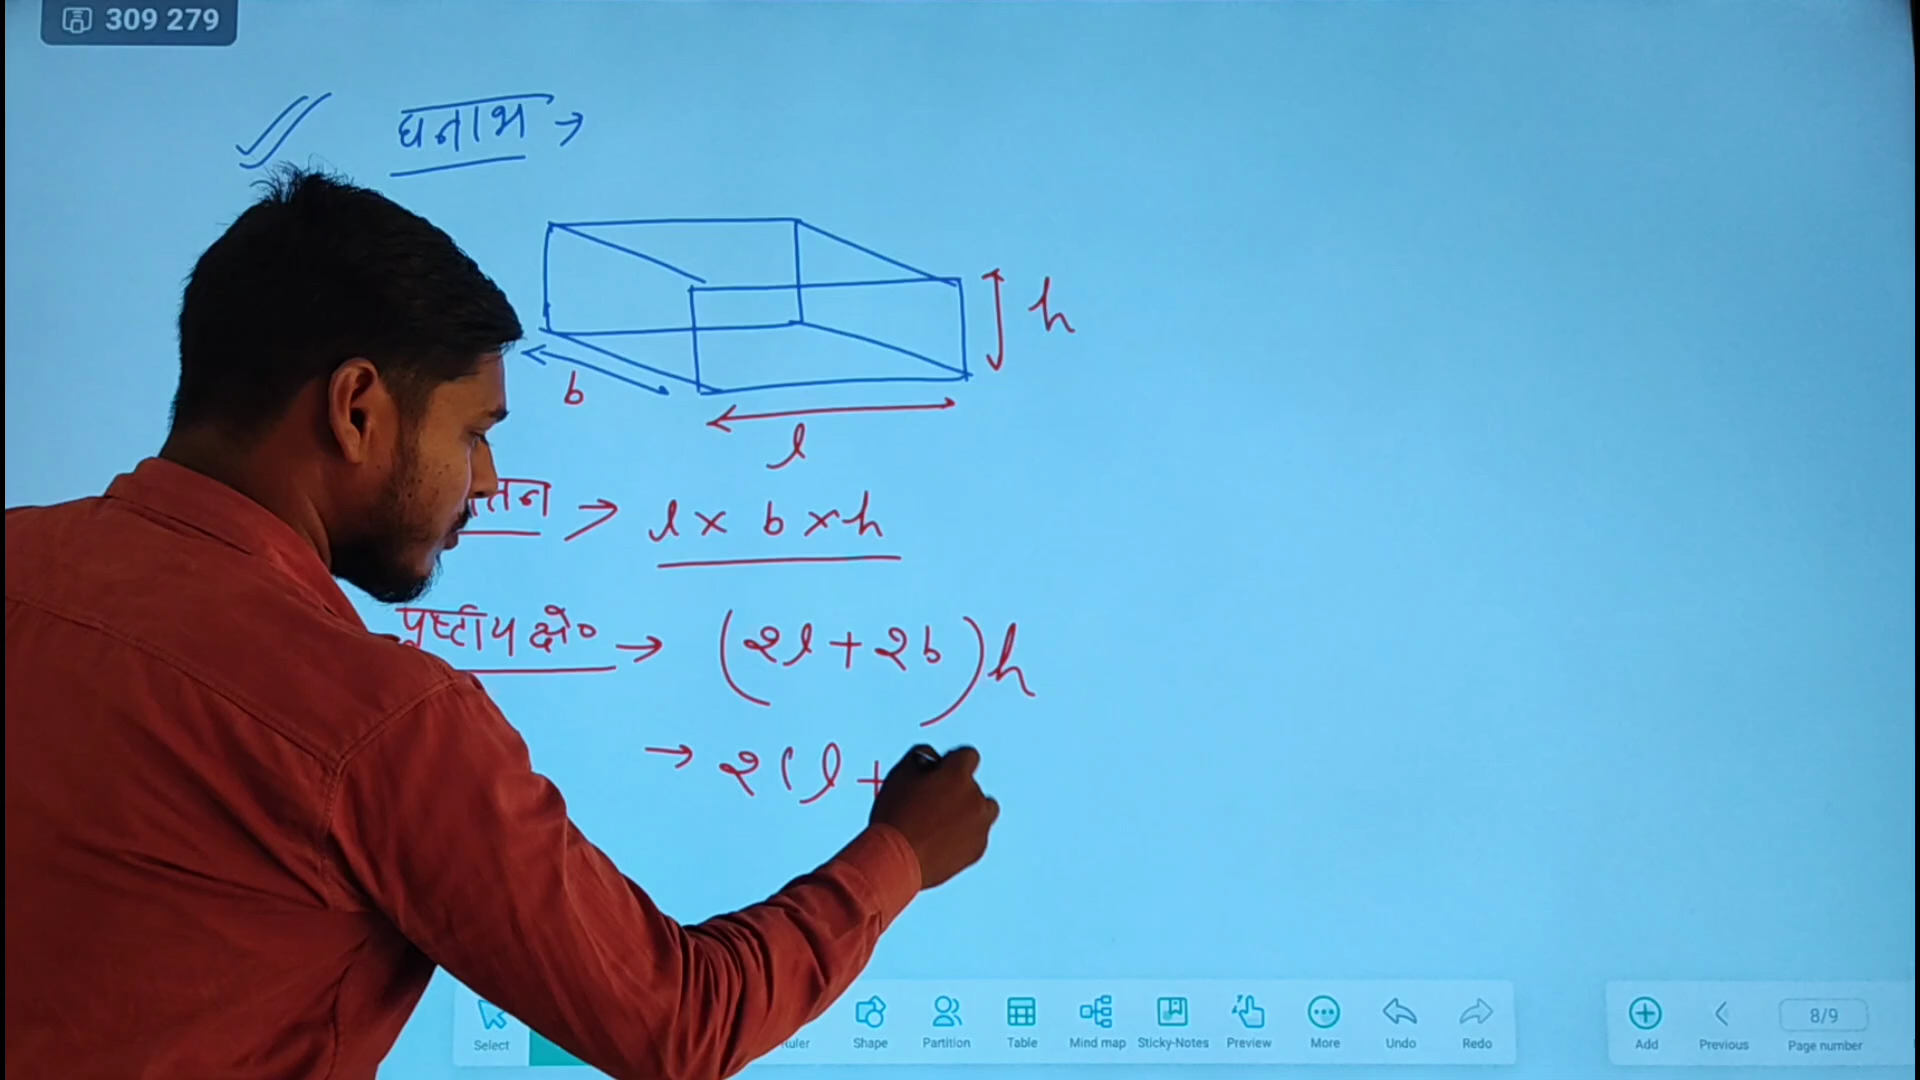 309 279
घनाभ →
h
b
l
→ l × b × h
पृष्टीय क्षे० → (2l + 2b)h
→ 2(l +
Select Ruler Shape Partition Table Mind map Sticky-Notes Preview More Undo Redo Add Previous 8/9 Page number